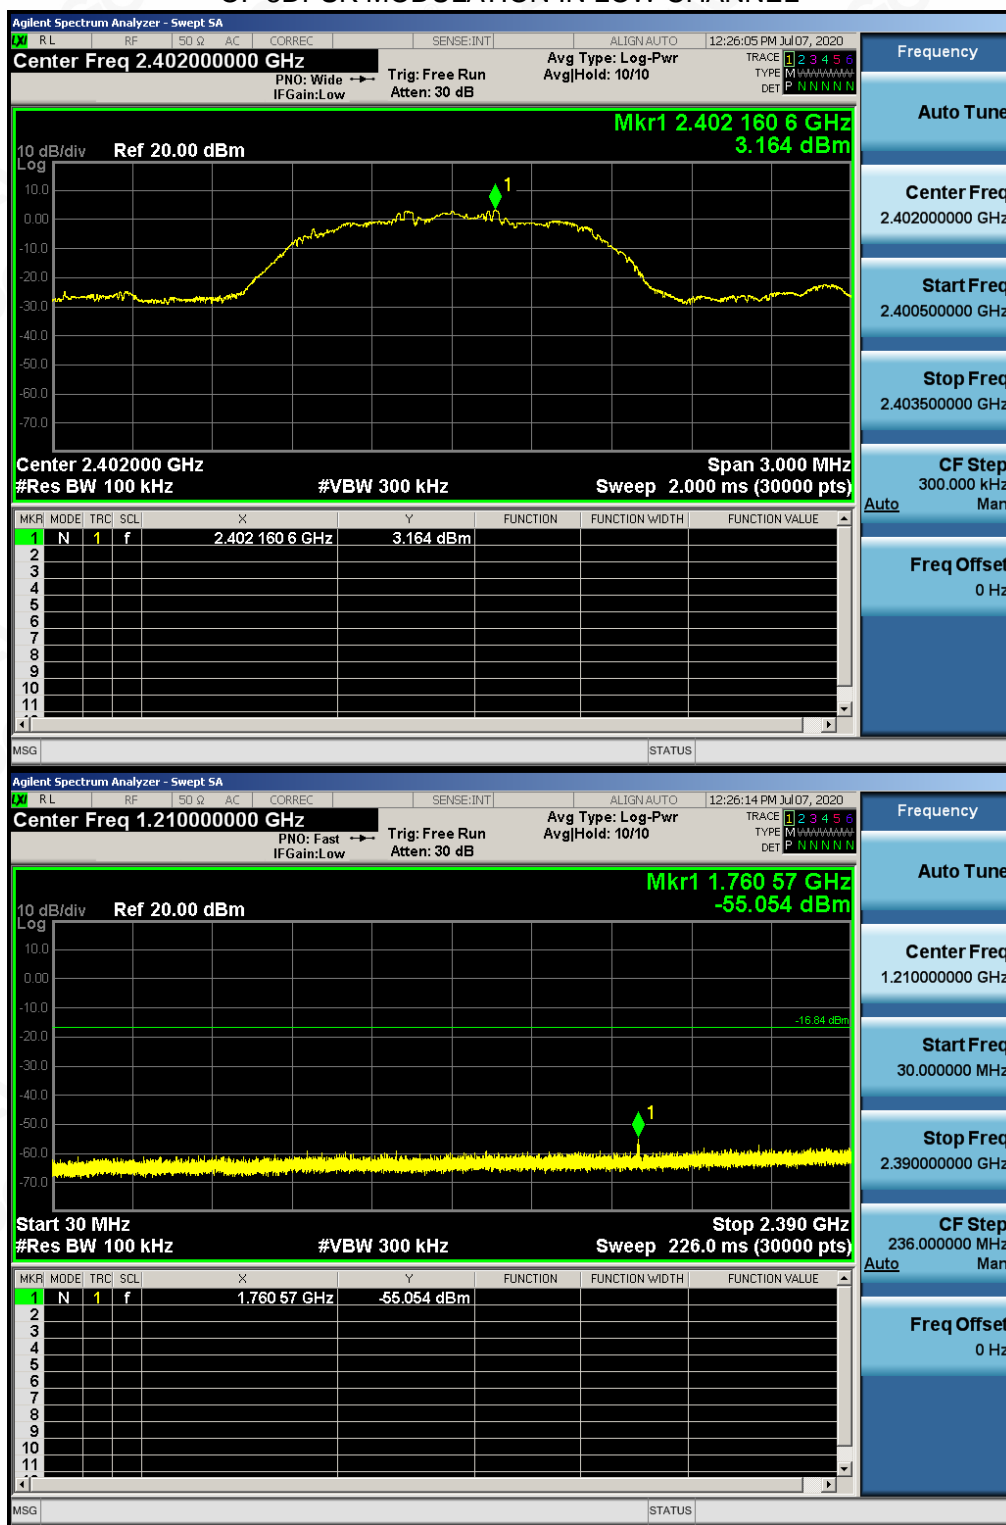 OF 8DPSK MODULATION IN LOW CHANNEL
Agilent Spectrum Analyzer - Swept SA
LXI RL RF 50 Ω AC CORREC SENSE:INT ALIGN AUTO 12:26:05 PM Jul 07, 2020
Center Freq 2.402000000 GHz
PNO: Wide
IFGain:Low
Trig: Free Run
Atten: 30 dB
Avg Type: Log-Pwr
Avg|Hold: 10/10
TRACE 1 2 3 4 5 6
TYPE M WWWWW
DET P N N N N N
Mkr1 2.402 160 6 GHz
3.164 dBm
10 dB/div Ref 20.00 dBm
Log
10.0
0.00
-10.0
-20.0
-30.0
-40.0
-50.0
-60.0
-70.0
1
Center 2.402000 GHz Span 3.000 MHz
#Res BW 100 kHz #VBW 300 kHz Sweep 2.000 ms (30000 pts)
MKR MODE TRC SCL X Y FUNCTION FUNCTION WIDTH FUNCTION VALUE
1 N 1 f 2.402 160 6 GHz 3.164 dBm
2
3
4
5
6
7
8
9
10
11
MSG STATUS
Frequency
Auto Tune
Center Freq
2.402000000 GHz
Start Freq
2.400500000 GHz
Stop Freq
2.403500000 GHz
CF Step
300.000 kHz
Auto Man
Freq Offset
0 Hz
Agilent Spectrum Analyzer - Swept SA
LXI RL RF 50 Ω AC CORREC SENSE:INT ALIGN AUTO 12:26:14 PM Jul 07, 2020
Center Freq 1.210000000 GHz
PNO: Fast
IFGain:Low
Trig: Free Run
Atten: 30 dB
Avg Type: Log-Pwr
Avg|Hold: 10/10
TRACE 1 2 3 4 5 6
TYPE M WWWWW
DET P N N N N N
Mkr1 1.760 57 GHz
-55.054 dBm
10 dB/div Ref 20.00 dBm
Log
10.0
0.00
-10.0
-20.0
-30.0
-40.0
-50.0
-60.0
-70.0
-16.84 dBm
1
Start 30 MHz Stop 2.390 GHz
#Res BW 100 kHz #VBW 300 kHz Sweep 226.0 ms (30000 pts)
MKR MODE TRC SCL X Y FUNCTION FUNCTION WIDTH FUNCTION VALUE
1 N 1 f 1.760 57 GHz -55.054 dBm
2
3
4
5
6
7
8
9
10
11
MSG STATUS
Frequency
Auto Tune
Center Freq
1.210000000 GHz
Start Freq
30.000000 MHz
Stop Freq
2.390000000 GHz
CF Step
236.000000 MHz
Auto Man
Freq Offset
0 Hz